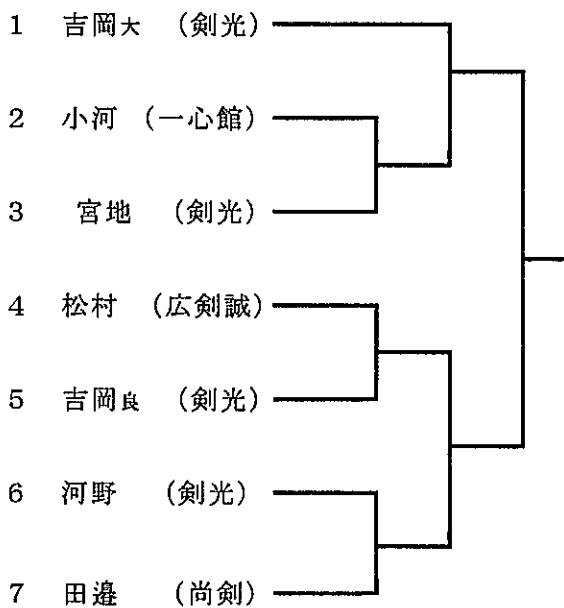 1 吉岡大 (剣光)
2 小河 (一心館)
3 宮地 (剣光)
4 松村 (広剣誠)
5 吉岡良 (剣光)
6 河野 (剣光)
7 田邉 (尚剣)